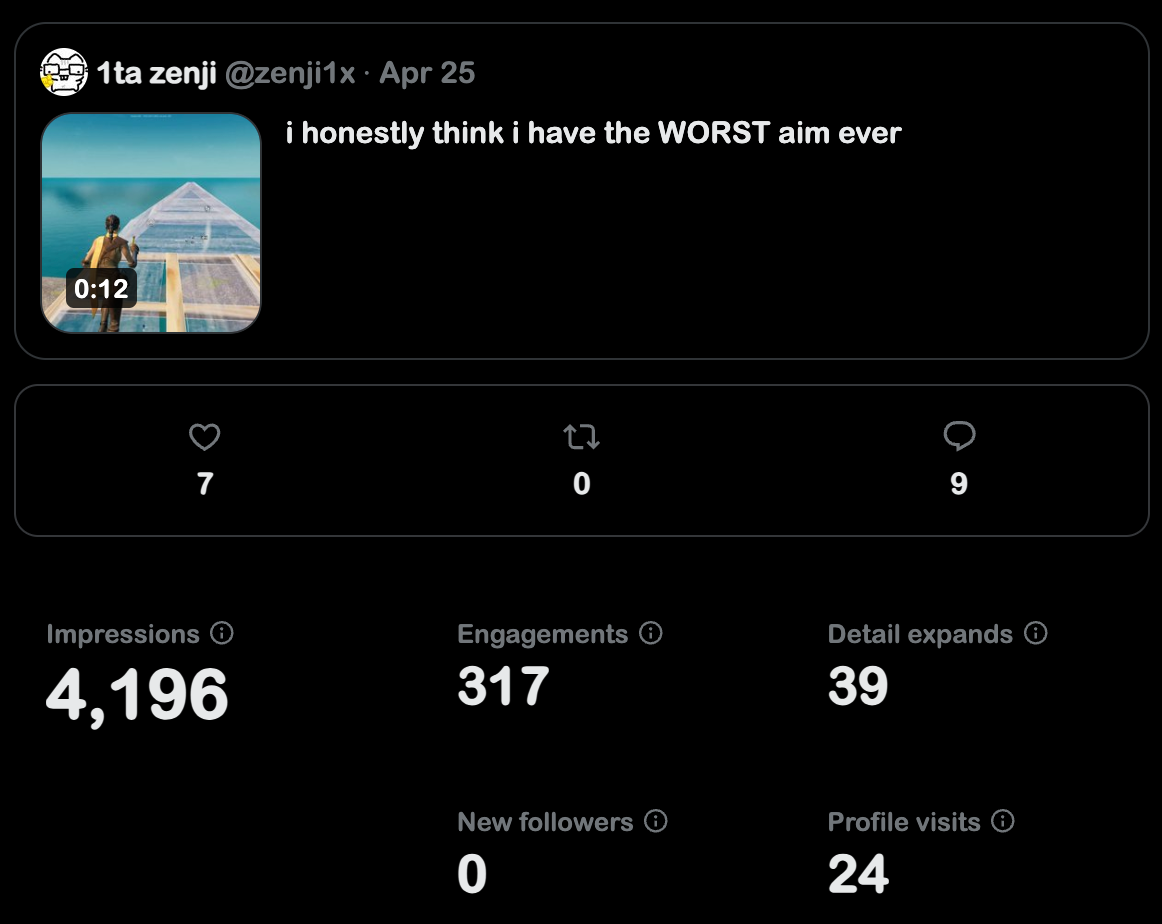 1ta zenji @zenji1x · Apr 25
i honestly think i have the WORST aim ever
0:12
7
0
9
Impressions
Engagements
Detail expands
4,196
317
39
New followers
Profile visits
0
24